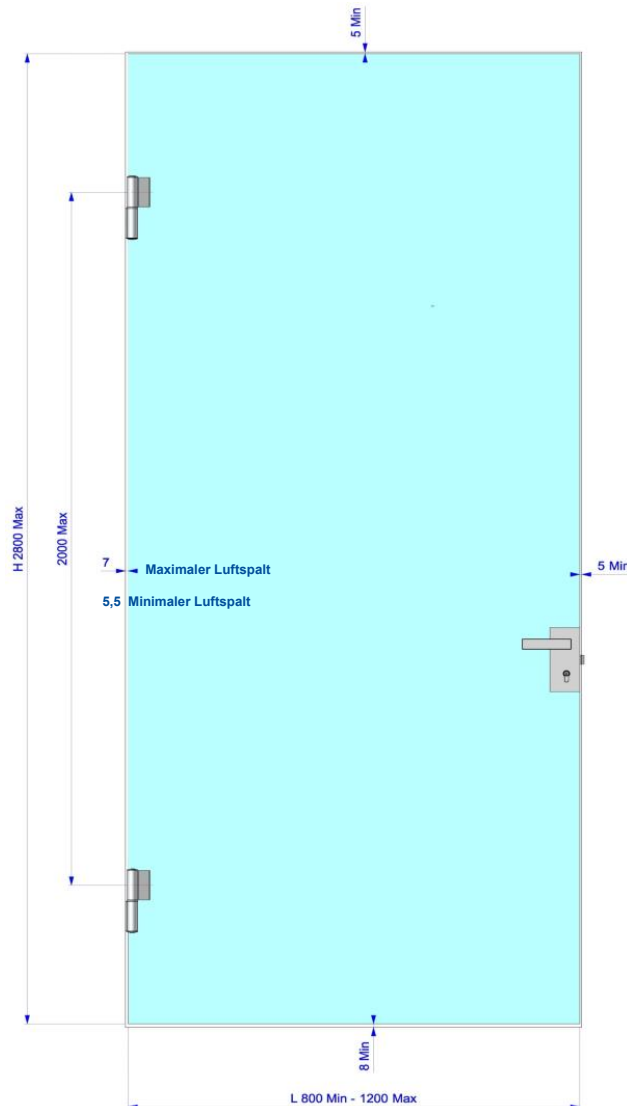 5 Min
H 2800 Max
2000 Max
7 Maximaler Luftspalt
5 Min
5,5 Minimaler Luftspalt
8 Min
L 800 Min - 1200 Max